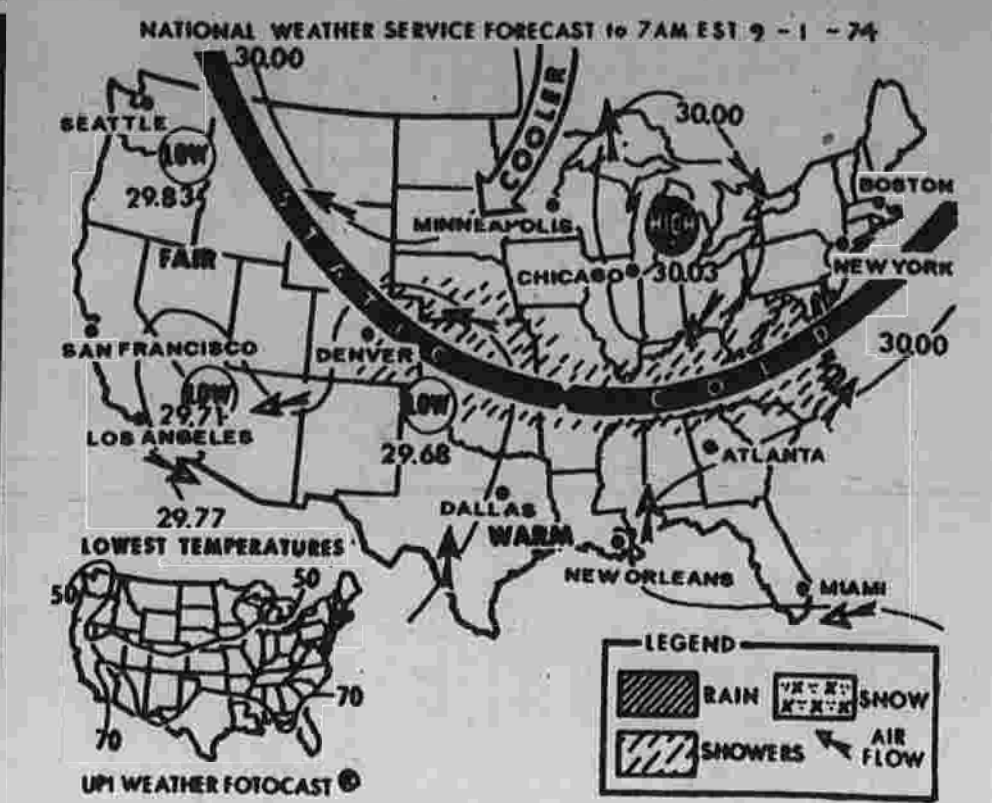 NATIONAL WEATHER SERVICE FORECAST to 7AM EST 9 - 1 - 74
30.00
COOLER
SEATTLE
LOW
29.83
30.00
BOSTON
MINNEAPOLIS
HIGH
FAIR
CHICAGO
30.03
NEW YORK
SAN FRANCISCO
DENVER
30.00
LOW
29.71
LOW
LOS ANGELES
29.68
ATLANTA
DALLAS
29.77
WARM
LOWEST TEMPERATURES
NEW ORLEANS
MIAMI
50
50
70
70
LEGEND
RAIN
SNOW
SHOWERS
AIR
FLOW
UPI WEATHER FOTOCAST ®